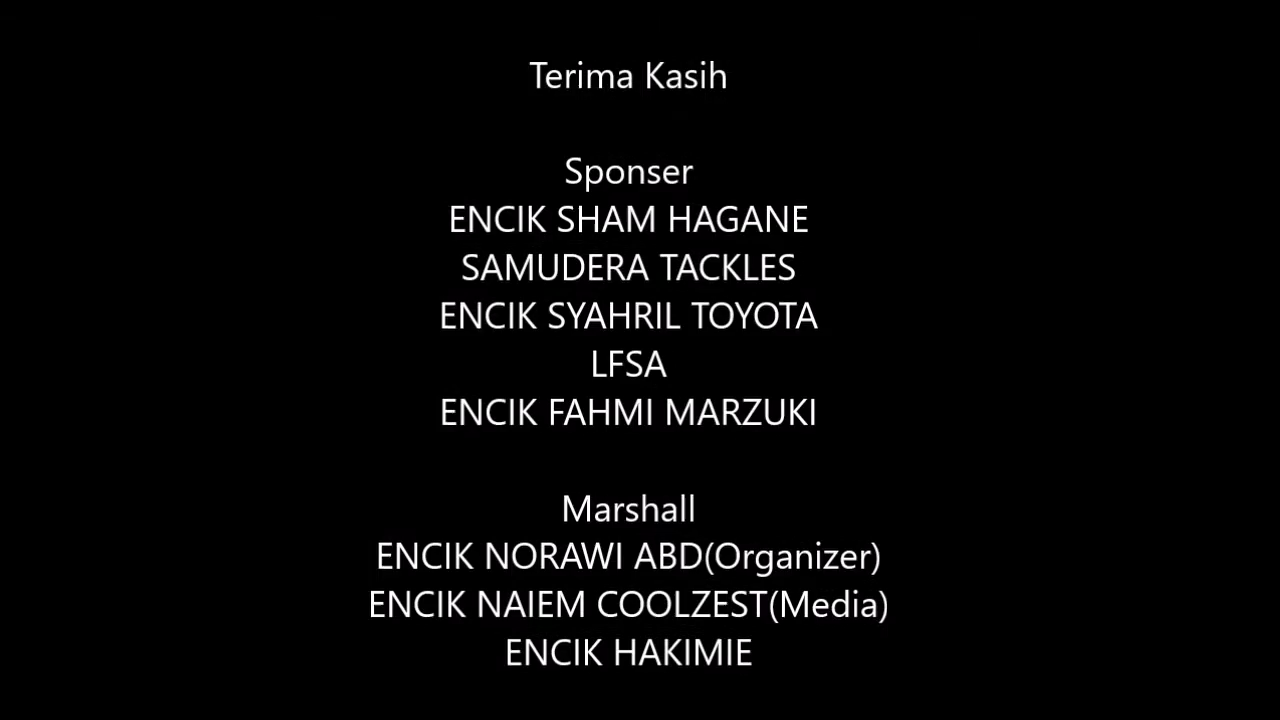 Terima Kasih
Sponser
ENCIK SHAM HAGANE
SAMUDERA TACKLES
ENCIK SYAHRIL TOYOTA
LFSA
ENCIK FAHMI MARZUKI
Marshall
ENCIK NORAWI ABD(Organizer)
ENCIK NAIEM COOLZEST(Media)
ENCIK HAKIMIE